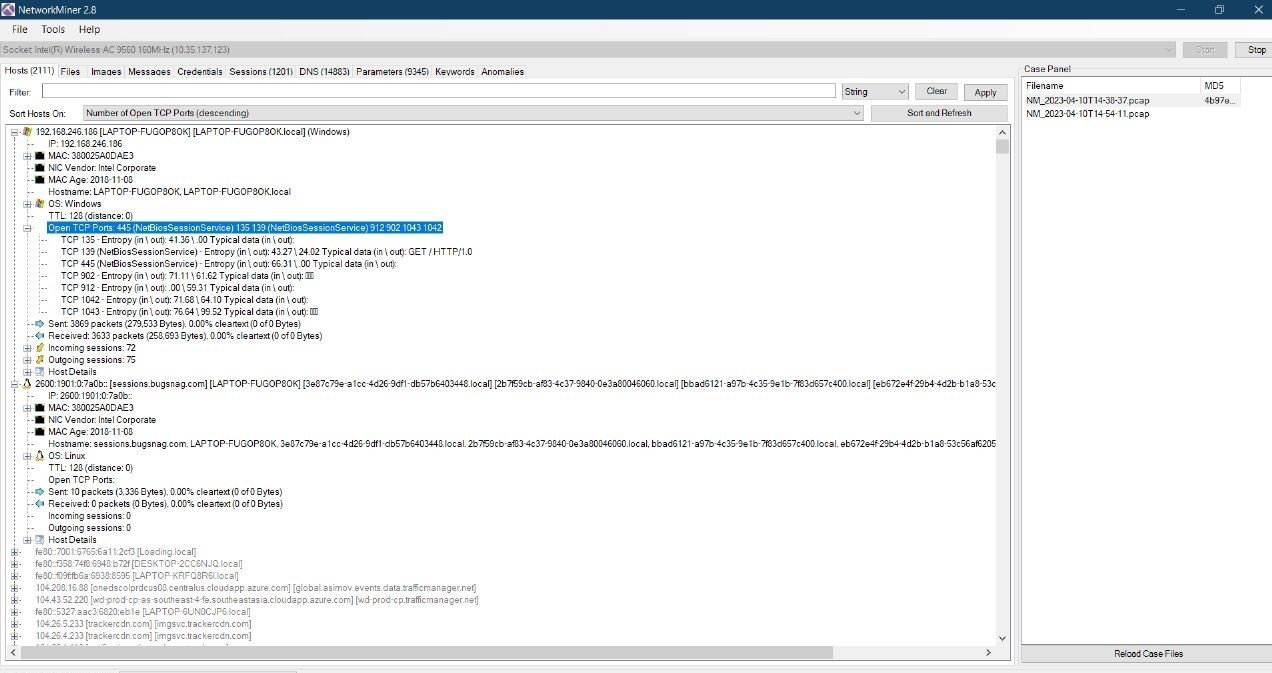 NetworkMiner 2.8
File Tools Help
Socket: Intel(R) Wireless-AC 9560 160MHz (10.35.137.123)
Start Stop
Hosts (2111) Files Images Messages Credentials Sessions (1201) DNS (14883) Parameters (9345) Keywords Anomalies
Filter: String Clear Apply
Sort Hosts On: Number of Open TCP Ports (descending) Sort and Refresh
192.168.246.186 [LAPTOP-FUGOP8OK] [LAPTOP-FUGOP8OK.local] (Windows)
IP: 192.168.246.186
MAC: 380025A0DAE3
NIC Vendor: Intel Corporate
MAC Age: 2018-11-08
Hostname: LAPTOP-FUGOP8OK, LAPTOP-FUGOP8OK.local
OS: Windows
TTL: 128 (distance: 0)
Open TCP Ports: 445 (NetBiosSessionService) 135 139 (NetBiosSessionService) 912 902 1043 1042
TCP 135 - Entropy (in \ out): 41.36 \ .00 Typical data (in \ out):
TCP 139 (NetBiosSessionService) - Entropy (in \ out): 43.27 \ 24.02 Typical data (in \ out): GET / HTTP/1.0
TCP 445 (NetBiosSessionService) - Entropy (in \ out): 66.31 \ .00 Typical data (in \ out):
TCP 902 - Entropy (in \ out): 71.11 \ 61.62 Typical data (in \ out):
TCP 912 - Entropy (in \ out): .00 \ 59.31 Typical data (in \ out):
TCP 1042 - Entropy (in \ out): 71.68 \ 64.10 Typical data (in \ out):
TCP 1043 - Entropy (in \ out): 76.64 \ 99.52 Typical data (in \ out):
Sent: 3869 packets (279,533 Bytes), 0.00% cleartext (0 of 0 Bytes)
Received: 3633 packets (258,693 Bytes), 0.00% cleartext (0 of 0 Bytes)
Incoming sessions: 72
Outgoing sessions: 75
Host Details
2600:1901:0:7a0b:: [sessions.bugsnag.com] [LAPTOP-FUGOP8OK] [3e87c79e-a1cc-4d26-9df1-db57b6403448.local] [2b7f59cb-af83-4c37-9840-0e3a80046060.local] [bbad6121-a97b-4c35-9e1b-7f83d657c400.local] [eb672e4f-29b4-4d2b-b1a8-53c
IP: 2600:1901:0:7a0b::
MAC: 380025A0DAE3
NIC Vendor: Intel Corporate
MAC Age: 2018-11-08
Hostname: sessions.bugsnag.com, LAPTOP-FUGOP8OK, 3e87c79e-a1cc-4d26-9df1-db57b6403448.local, 2b7f59cb-af83-4c37-9840-0e3a80046060.local, bbad6121-a97b-4c35-9e1b-7f83d657c400.local, eb672e4f-29b4-4d2b-b1a8-53c56af6205
OS: Linux
TTL: 128 (distance: 0)
Open TCP Ports:
Sent: 10 packets (3,336 Bytes), 0.00% cleartext (0 of 0 Bytes)
Received: 0 packets (0 Bytes), 0.00% cleartext (0 of 0 Bytes)
Incoming sessions: 0
Outgoing sessions: 0
Host Details
fe80::7001:6765:6a11:2cf3 [Loading.local]
fe80::f358:74f8:6948:b72f [DESKTOP-2CC6NJQ.local]
fe80::f09f:fb6a:6938:8595 [LAPTOP-KRFQ8R6I.local]
104.208.16.88 [onedscolprdcus08.centralus.cloudapp.azure.com] [global.asimov.events.data.trafficmanager.net]
104.43.52.220 [wd-prod-cp-as-southeast-4-fe.southeastasia.cloudapp.azure.com] [wd-prod-cp.trafficmanager.net]
fe80::5327:aac3:6820:eb1e [LAPTOP-6UN0CJP6.local]
104.26.5.233 [trackercdn.com] [imgsvc.trackercdn.com]
104.26.4.233 [trackercdn.com] [imgsvc.trackercdn.com]
Case Panel
Filename MD5
NM_2023-04-10T14-38-37.pcap 4b97e...
NM_2023-04-10T14-54-11.pcap
Reload Case Files